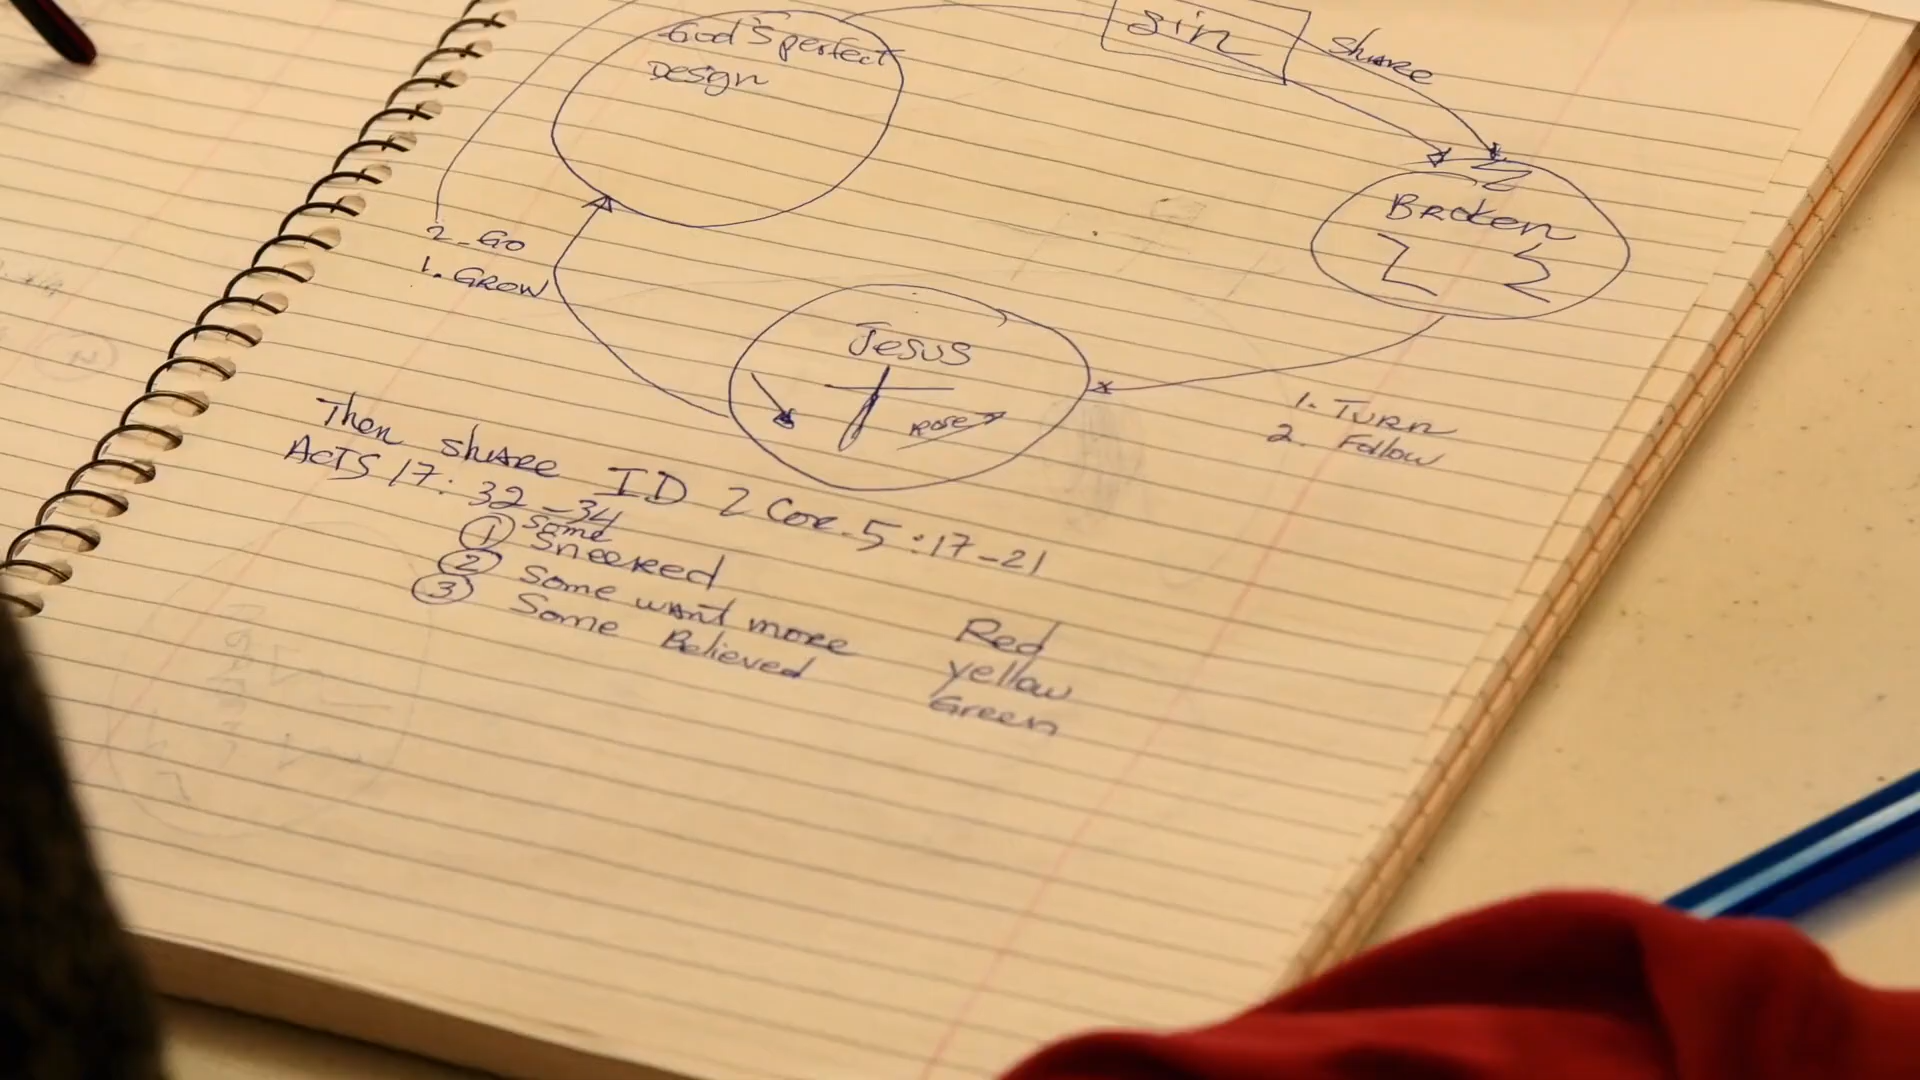 God's perfect
Design
Sin
Share
Broken
2. Go
1. Grow
Jesus
Rose
1. Turn
2. Follow
Then share ID 2 Cor. 5:17-21
Acts 17:32-34
① Some
Sneered
② Some want more
③ Some Believed
Red
yellow
Green